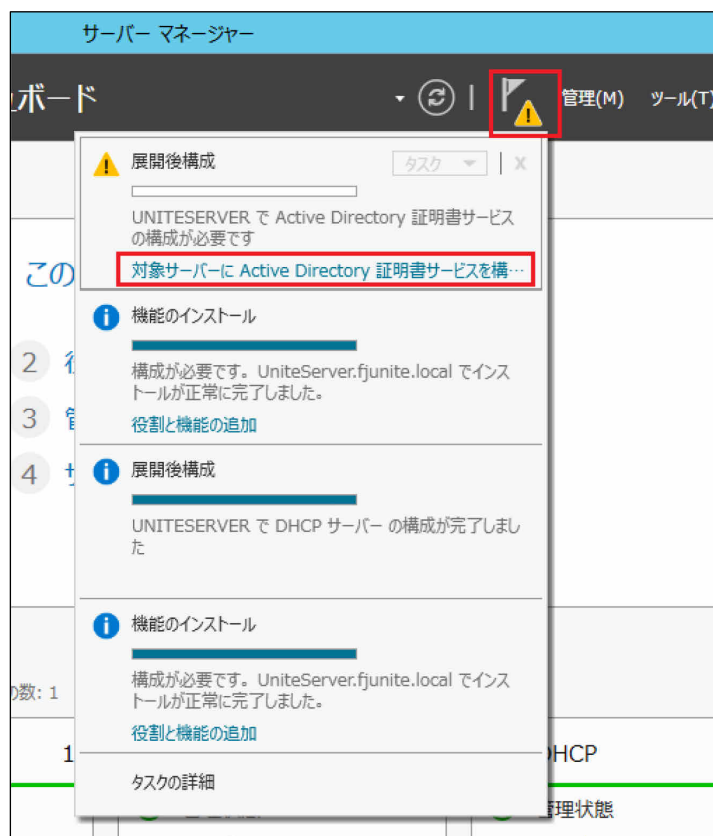 サーバー マネージャー
ボード
管理(M) ツール(T)
展開後構成
タスク
X
UNITESERVER で Active Directory 証明書サービス
の構成が必要です
対象サーバーに Active Directory 証明書サービスを構…
この
機能のインストール
2
構成が必要です。UniteServer.fjunite.local でインス
トールが正常に完了しました。
3
役割と機能の追加
4
展開後構成
UNITESERVER で DHCP サーバー の構成が完了しまし
た
機能のインストール
構成が必要です。UniteServer.fjunite.local でインス
トールが正常に完了しました。
の数: 1
役割と機能の追加
1
DHCP
タスクの詳細
管理状態